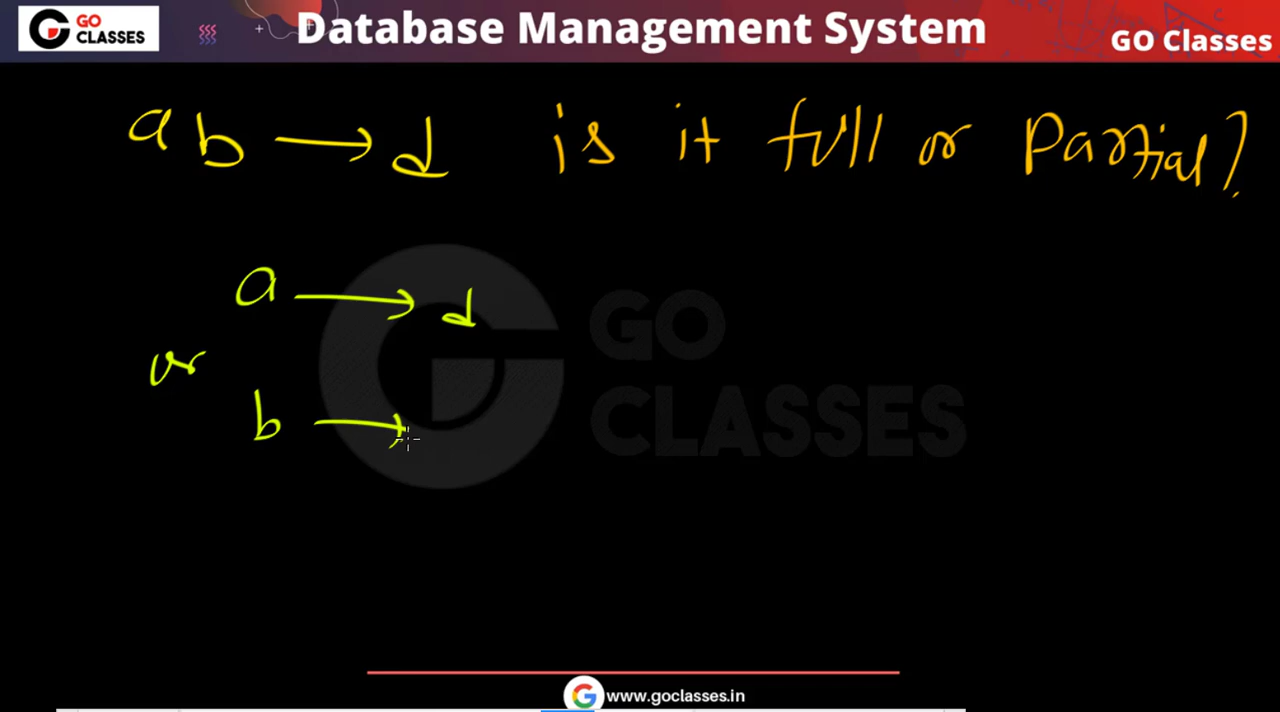 GO
CLASSES
Database Management System
GO Classes
ab → d is it full or Partial?
a → d
or
b →
GO
CLASSES
www.goclasses.in